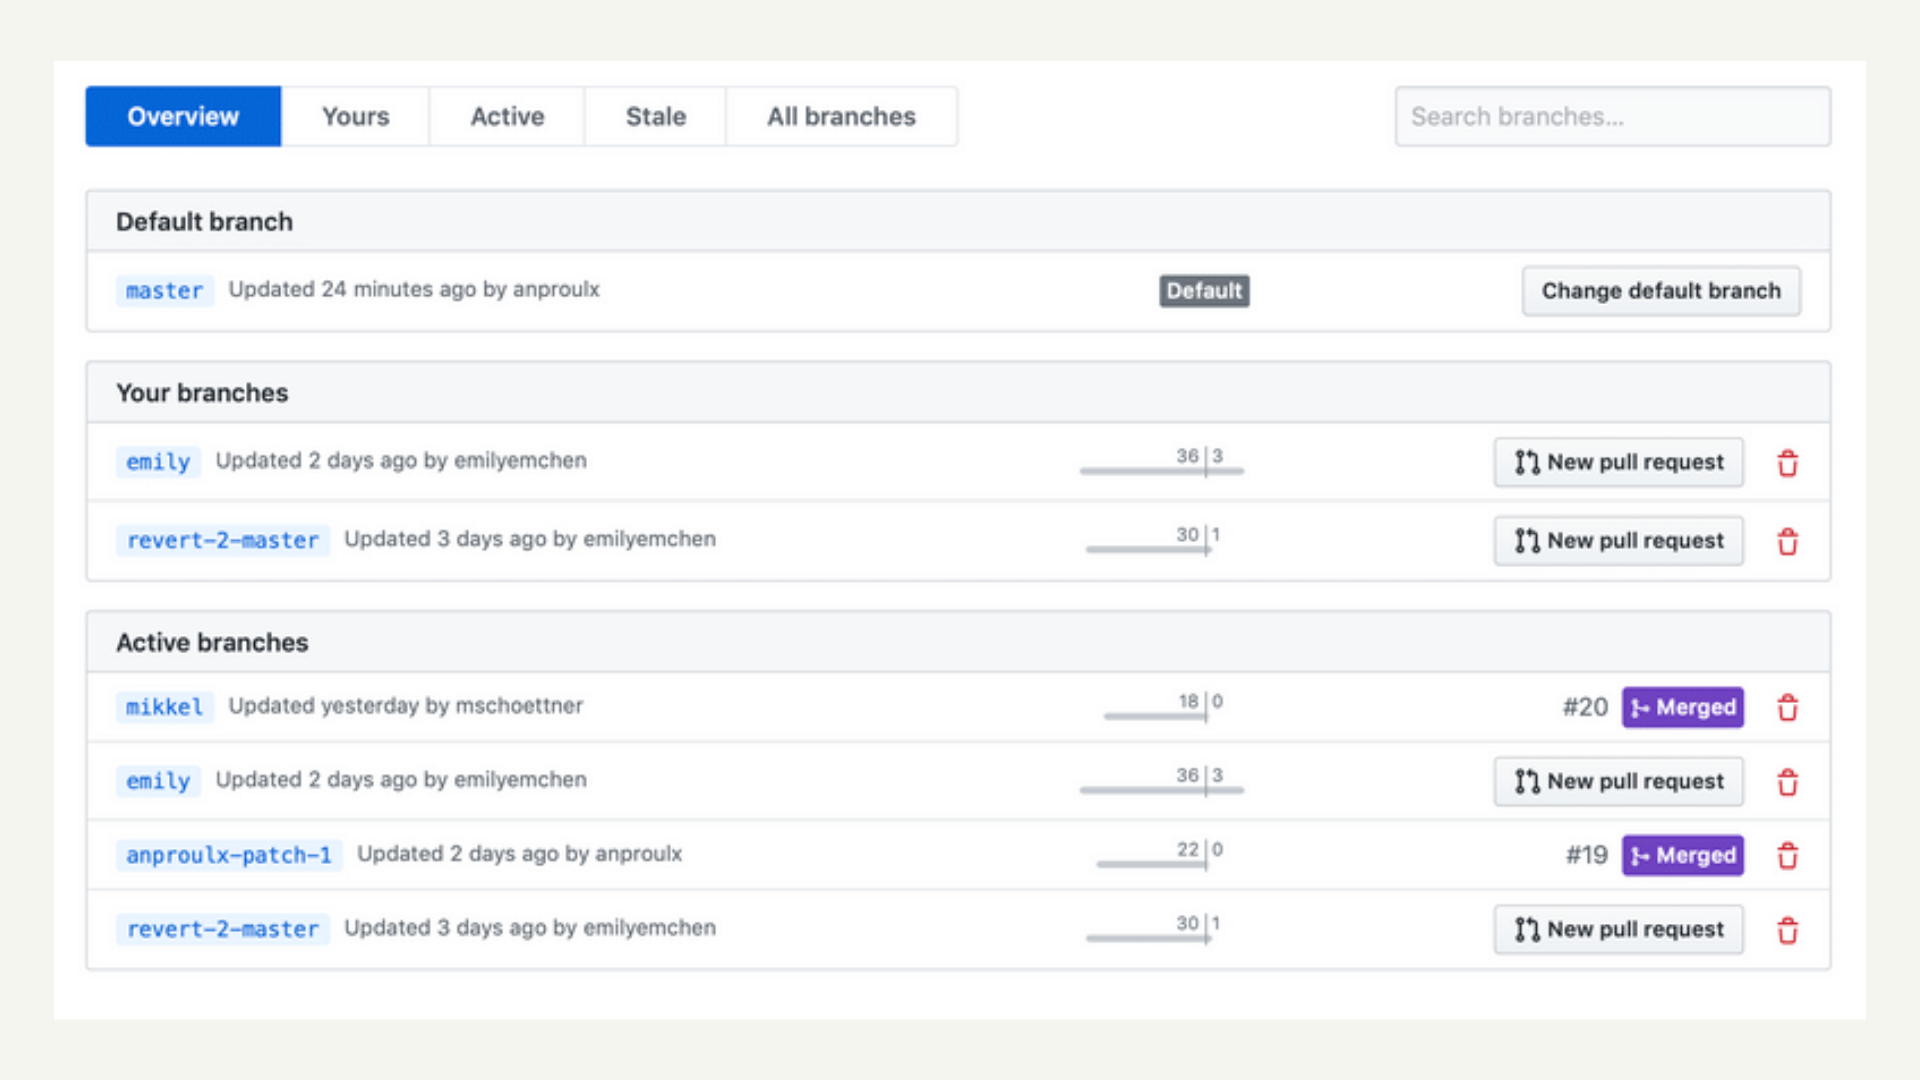 Overview Yours Active Stale All branches Search branches...
Default branch
master Updated 24 minutes ago by anproulx Default Change default branch
Your branches
emily Updated 2 days ago by emilyemchen 36 3 New pull request
revert-2-master Updated 3 days ago by emilyemchen 30 1 New pull request
Active branches
mikkel Updated yesterday by mschoettner 18 0 #20 Merged
emily Updated 2 days ago by emilyemchen 36 3 New pull request
anproulx-patch-1 Updated 2 days ago by anproulx 22 0 #19 Merged
revert-2-master Updated 3 days ago by emilyemchen 30 1 New pull request